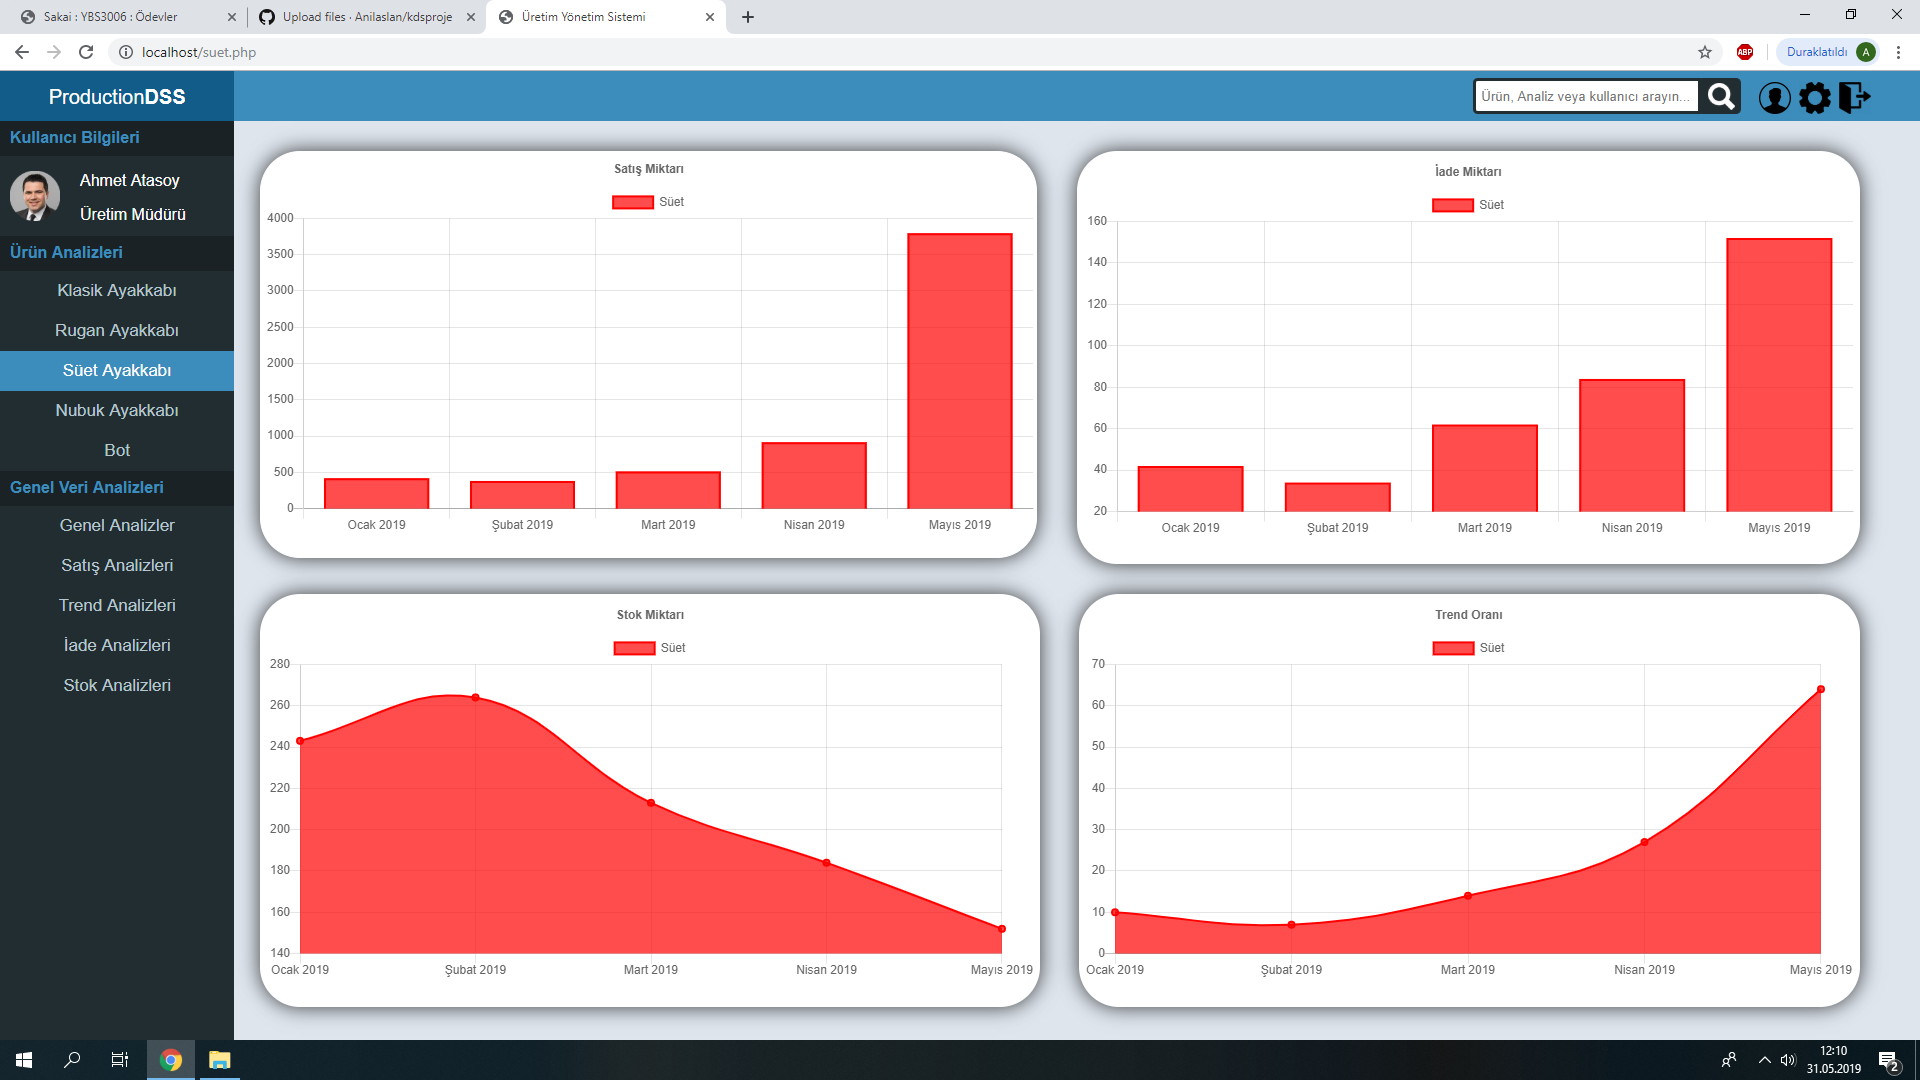 Sakai : YBS3006 : Ödevler
Upload files · Anilaslan/kdsproje
Üretim Yönetim Sistemi
localhost/suet.php
ABP
Duraklatıldı
A
ProductionDSS
Ürün, Analiz veya kullanıcı arayın...
Kullanıcı Bilgileri
Ahmet Atasoy
Üretim Müdürü
Ürün Analizleri
Klasik Ayakkabı
Rugan Ayakkabı
Süet Ayakkabı
Nubuk Ayakkabı
Bot
Genel Veri Analizleri
Genel Analizler
Satış Analizleri
Trend Analizleri
İade Analizleri
Stok Analizleri
Satış Miktarı
Süet
4000
3500
3000
2500
2000
1500
1000
500
0
Ocak 2019 Şubat 2019 Mart 2019 Nisan 2019 Mayıs 2019
İade Miktarı
Süet
160
140
120
100
80
60
40
20
Ocak 2019 Şubat 2019 Mart 2019 Nisan 2019 Mayıs 2019
Stok Miktarı
Süet
280
260
240
220
200
180
160
140
Ocak 2019 Şubat 2019 Mart 2019 Nisan 2019 Mayıs 2019
Trend Oranı
Süet
70
60
50
40
30
20
10
0
Ocak 2019 Şubat 2019 Mart 2019 Nisan 2019 Mayıs 2019
12:10
31.05.2019
2